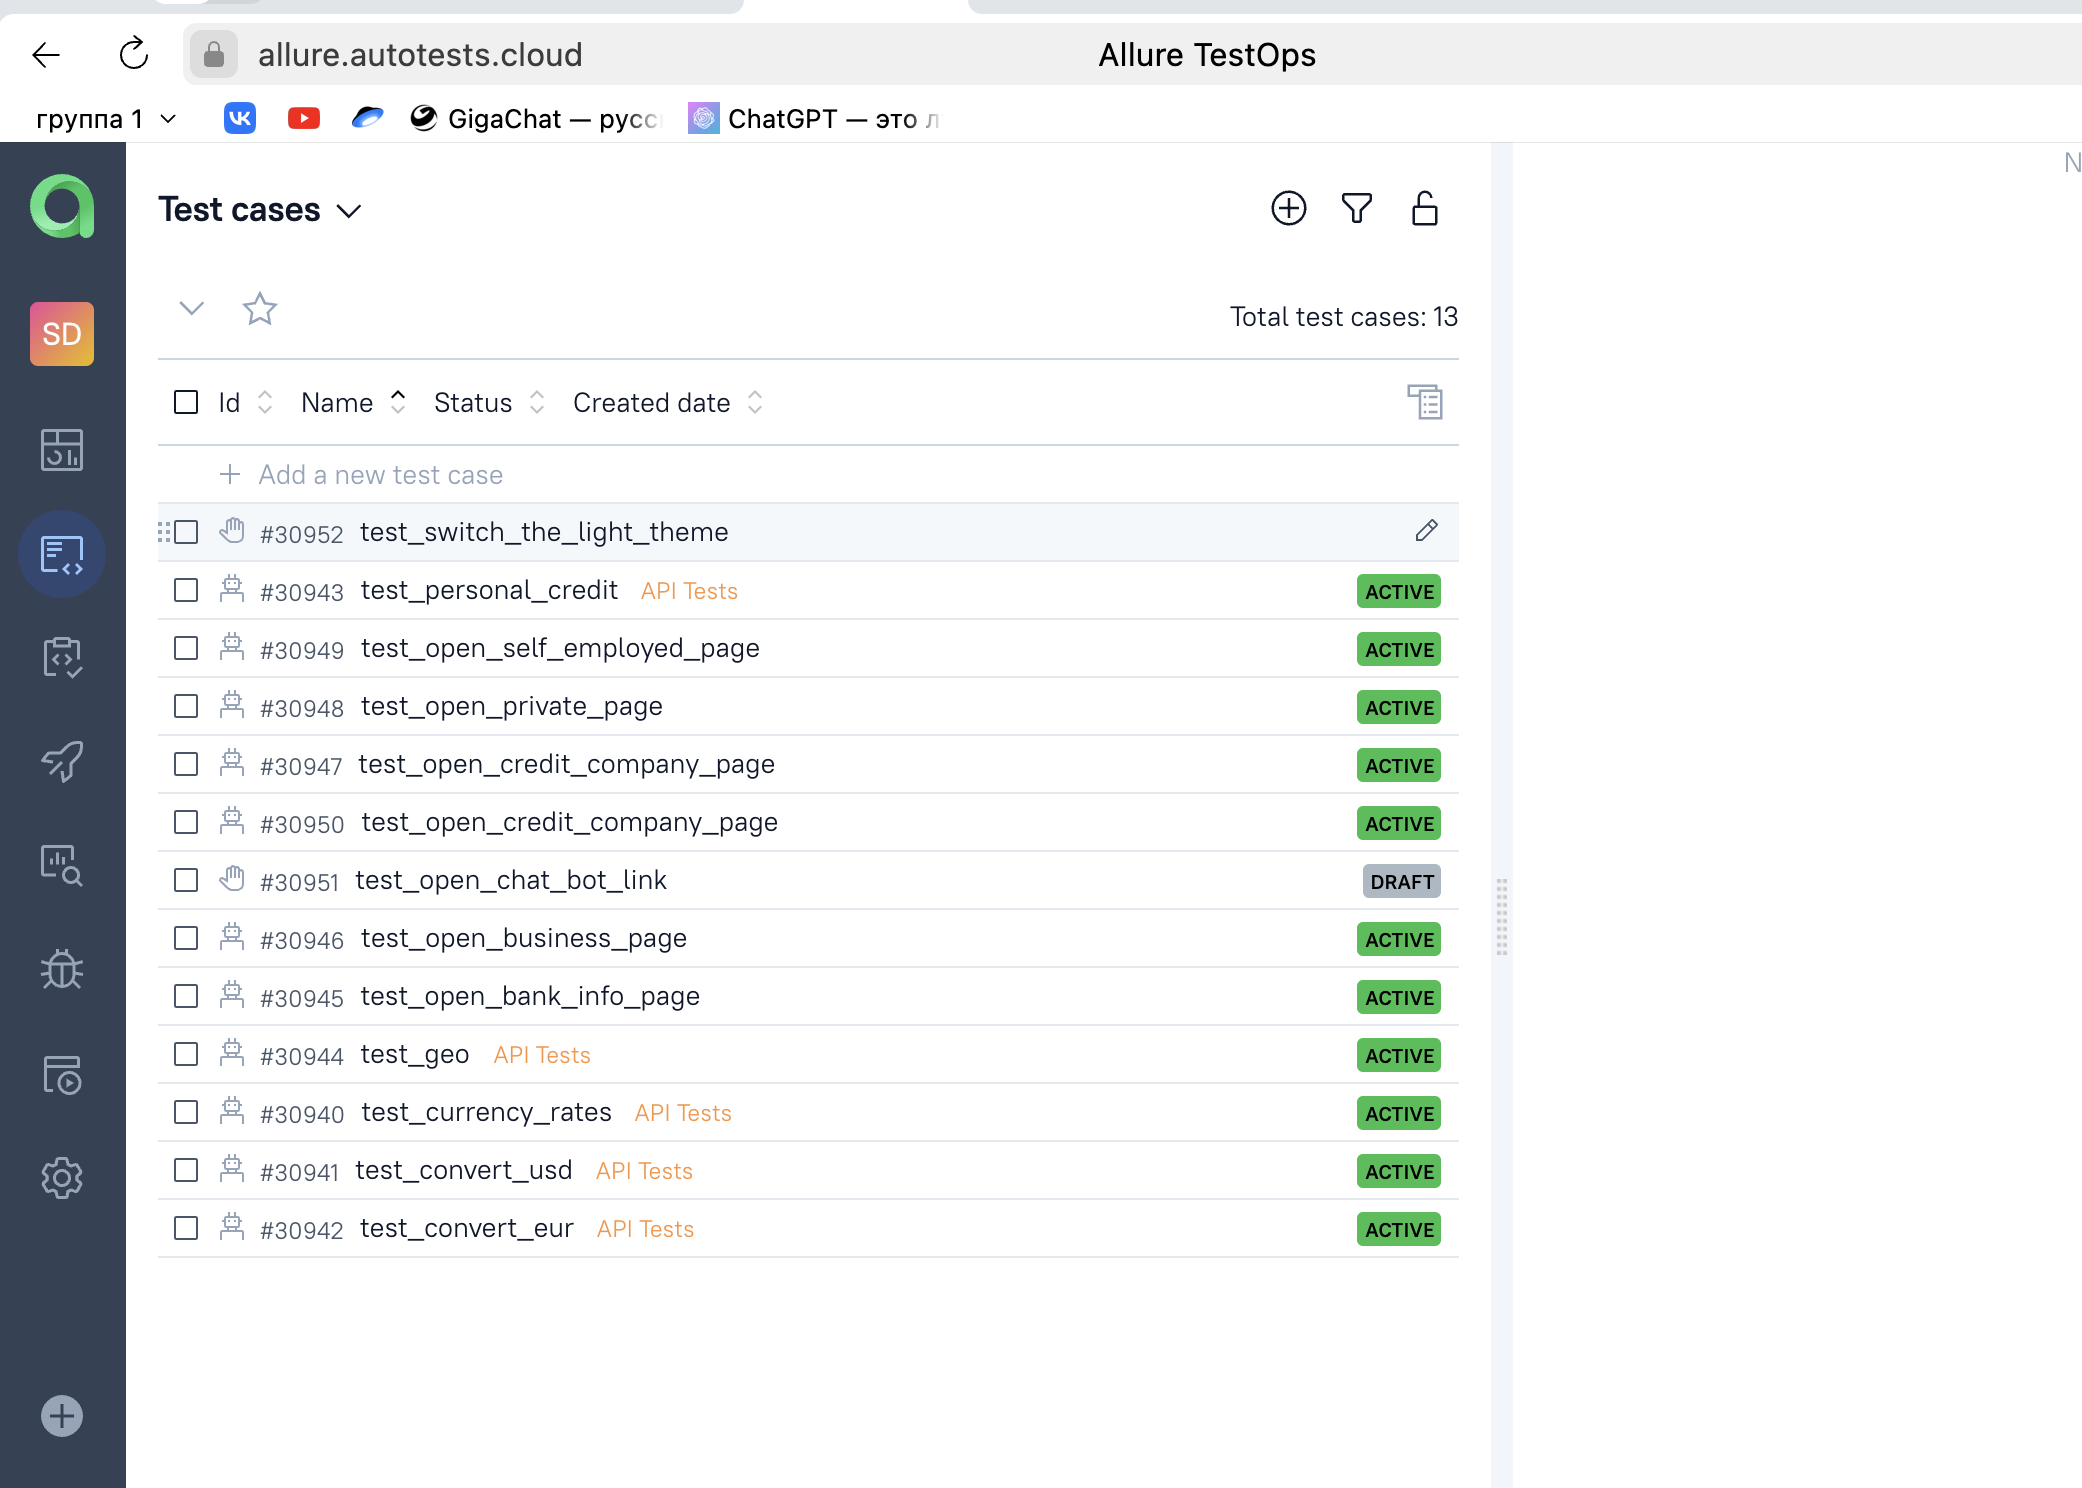 allure.autotests.cloud
Allure TestOps
группа 1
GigaChat — русс
ChatGPT — это л
N
Test cases
SD
Total test cases: 13
Id Name Status Created date
Add a new test case
#30952 test_switch_the_light_theme
#30943 test_personal_credit API Tests ACTIVE
#30949 test_open_self_employed_page ACTIVE
#30948 test_open_private_page ACTIVE
#30947 test_open_credit_company_page ACTIVE
#30950 test_open_credit_company_page ACTIVE
#30951 test_open_chat_bot_link DRAFT
#30946 test_open_business_page ACTIVE
#30945 test_open_bank_info_page ACTIVE
#30944 test_geo API Tests ACTIVE
#30940 test_currency_rates API Tests ACTIVE
#30941 test_convert_usd API Tests ACTIVE
#30942 test_convert_eur API Tests ACTIVE